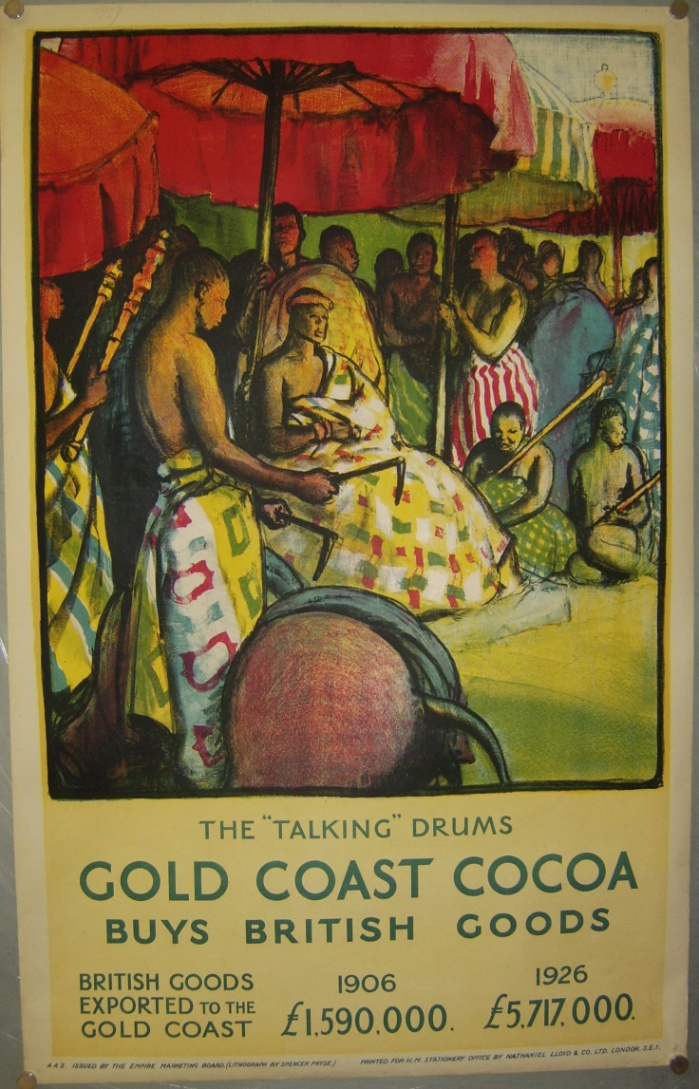 THE "TALKING" DRUMS
GOLD COAST COCOA
BUYS BRITISH GOODS
BRITISH GOODS
EXPORTED TO THE
GOLD COAST
1906
£1,590,000.
1926
£5,717,000.
A.A.2. ISSUED BY THE EMPIRE MARKETING BOARD. (LITHOGRAPH BY SPENCER PRYSE) PRINTED FOR H.M. STATIONERY OFFICE BY NATHANIEL LLOYD & CO. LTD. LONDON. S.E.1.